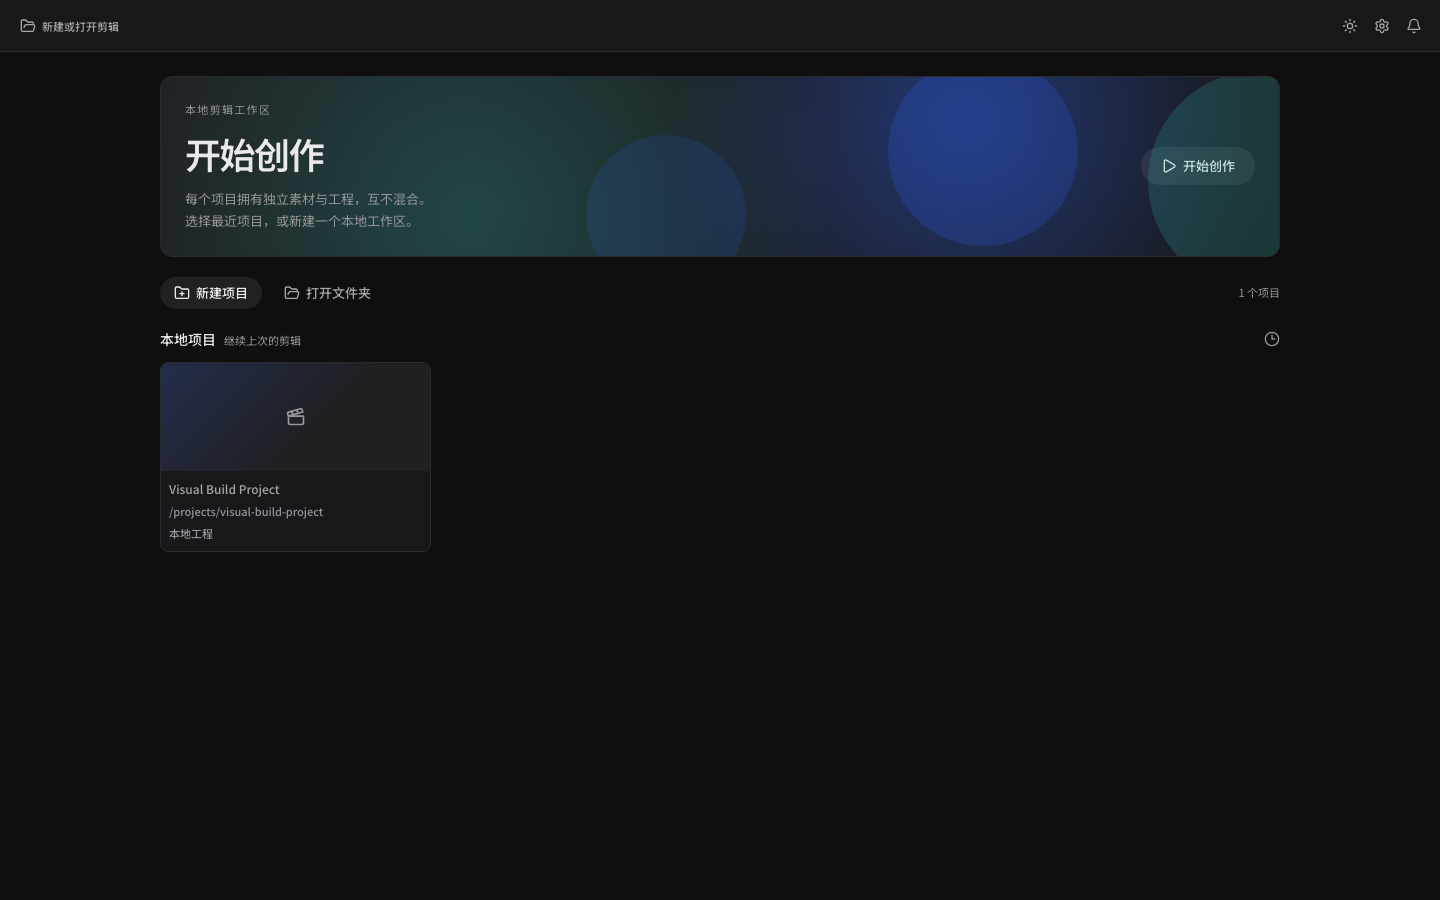 新建或打开剪辑
本地剪辑工作区
开始创作
每个项目拥有独立素材与工程，互不混合。
选择最近项目，或新建一个本地工作区。
开始创作
新建项目
打开文件夹
1 个项目
本地项目 继续上次的剪辑
Visual Build Project
/projects/visual-build-project
本地工程